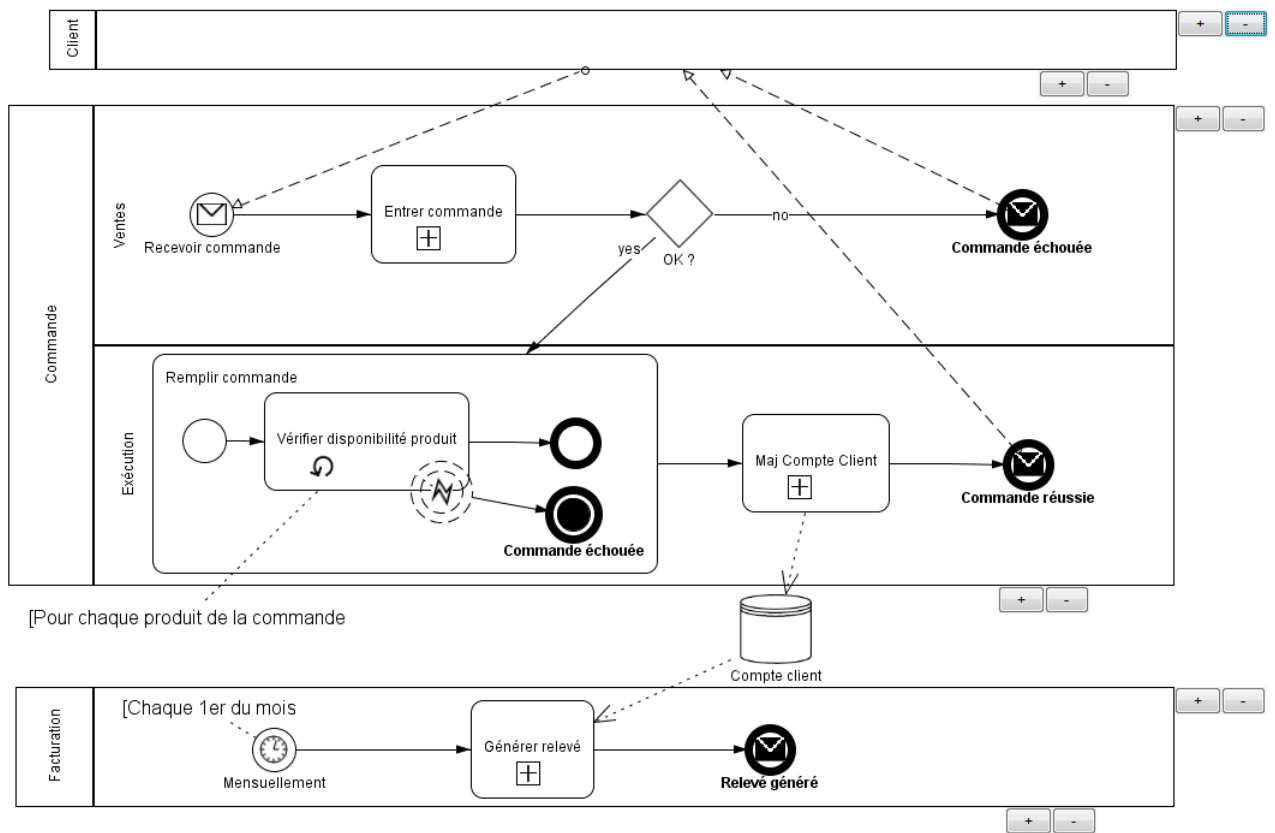 Client
+ -
+ -
Commande
+ -
Ventes
Recevoir commande
Entrer commande
OK ?
no
yes
Commande échouée
Exécution
Remplir commande
Vérifier disponibilité produit
Commande échouée
Maj Compte Client
Commande réussie
+ -
[Pour chaque produit de la commande
Compte client
Facturation
+ -
[Chaque 1er du mois
Mensuellement
Générer relevé
Relevé généré
+ -